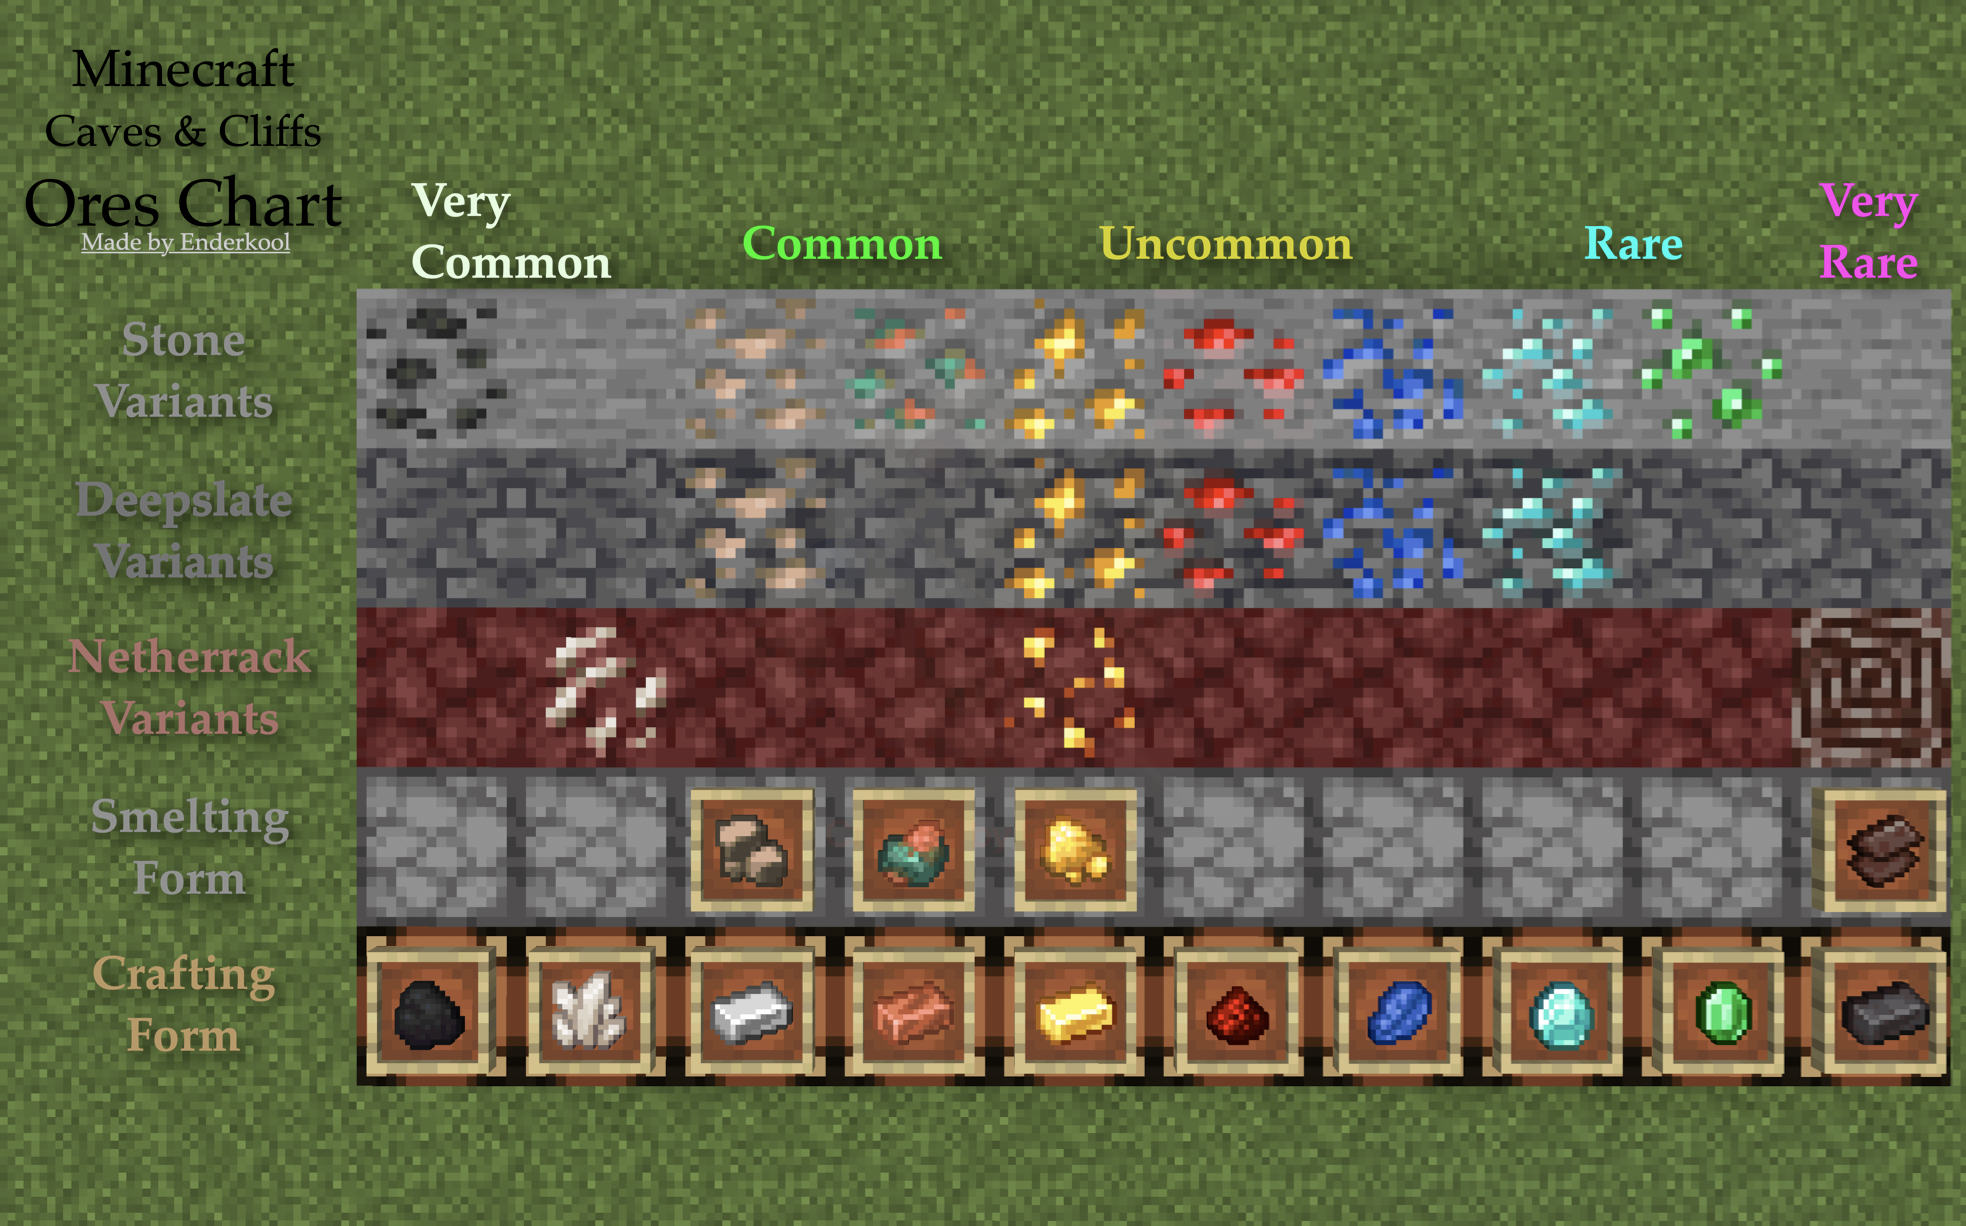 Minecraft
Caves & Cliffs
Ores Chart
Made by Enderkool
Very
Common
Common
Uncommon
Rare
Very
Rare
Stone
Variants
Deepslate
Variants
Netherrack
Variants
Smelting
Form
Crafting
Form